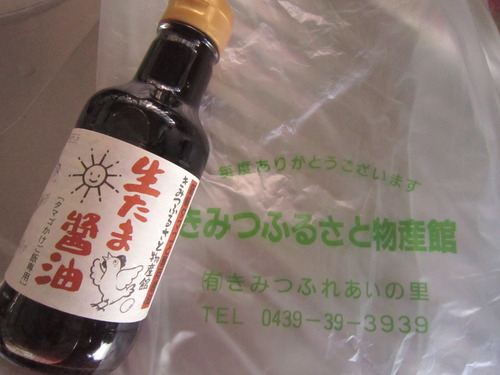 生たま
醤油
(タマゴかけご飯専用)
きみつふるさと物産館
毎度ありがとうございます
きみつふるさと物産館
(有)きみつふれあいの里
TEL 0439-39-3939